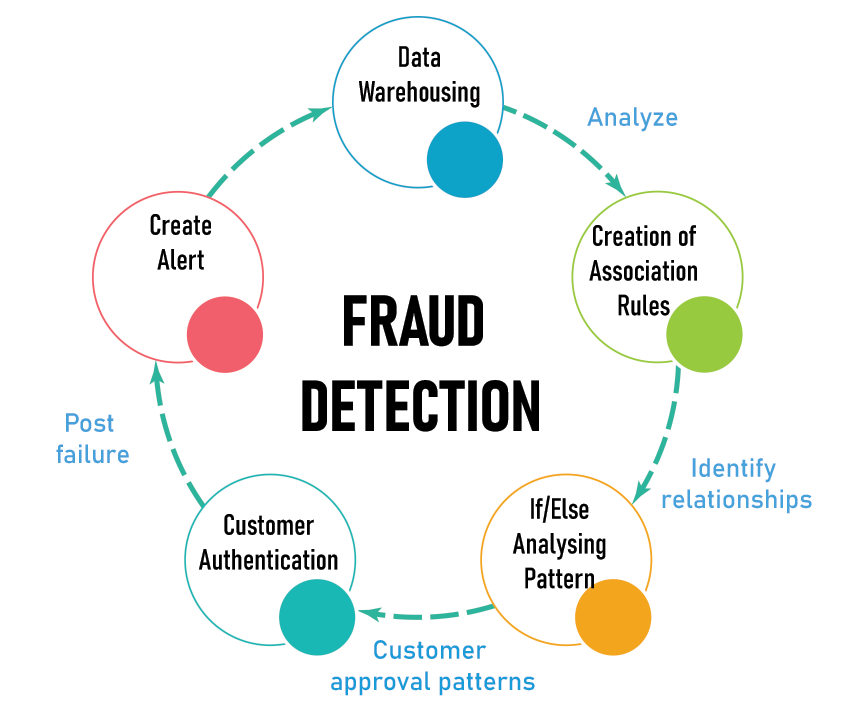 Data
Warehousing
Analyze
Creation of
Association
Rules
Identify
relationships
If/Else
Analysing
Pattern
Customer
approval patterns
Customer
Authentication
Post
failure
Create
Alert
FRAUD
DETECTION